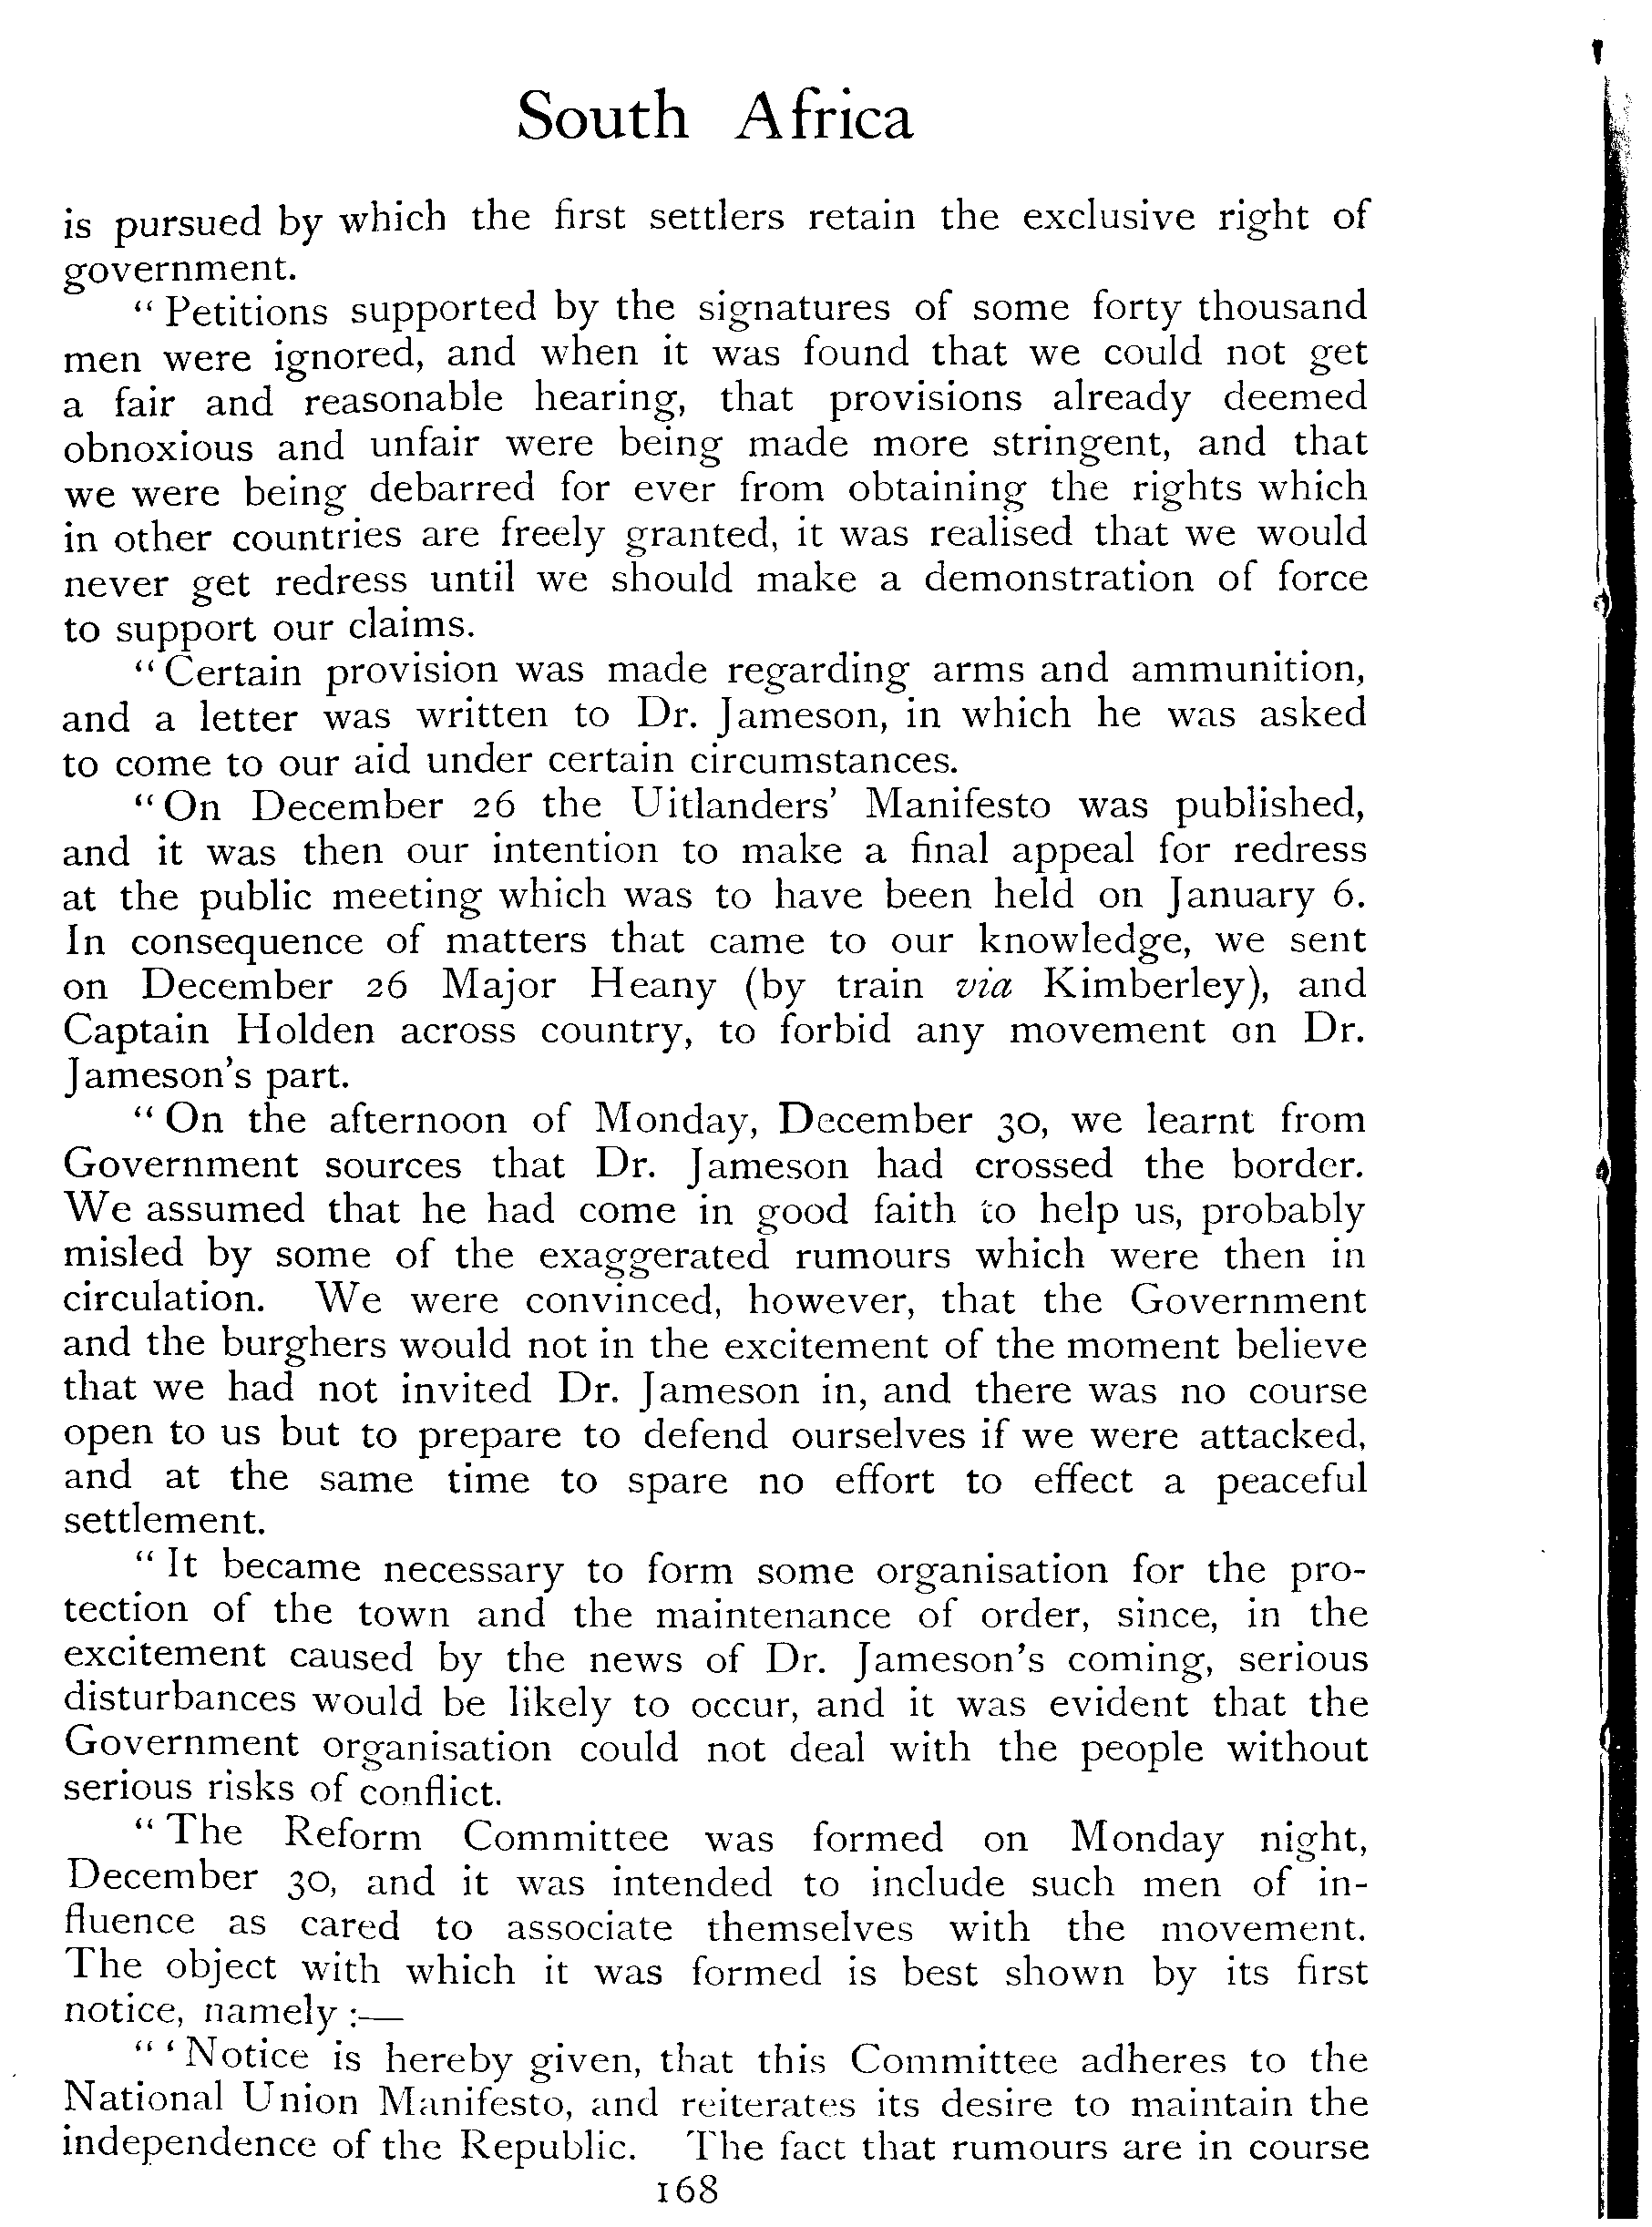 South Africa
is pursued by which the first settlers retain the exclusive right of
government.
“ Petitions supported by the signatures of some forty thousand
men were ignored, and when it was found that we could not get
a fair and reasonable hearing, that provisions already deemed
obnoxious and unfair were being made more stringent, and that
we were being debarred for ever from obtaining the rights which
in other countries are freely granted, it was realised that we would
never get redress until we should make a demonstration of force
to support our claims.
“ Certain provision was made regarding arms and ammunition,
and a letter was written to Dr. Jameson, in which he was asked
to come to our aid under certain circumstances.
“ On December 26 the Uitlanders’ Manifesto was published,
and it was then our intention to make a final appeal for redress
at the public meeting which was to have been held on January 6.
In consequence of matters that came to our knowledge, we sent
on December 26 Major Heany (by train via Kimberley), and
Captain Holden across country, to forbid any movement on Dr.
Jameson’s part.
“ On the afternoon of Monday, December 30, we learnt from
Government sources that Dr. Jameson had crossed the border.
We assumed that he had come in good faith to help us, probably
misled by some of the exaggerated rumours which were then in
circulation. We were convinced, however, that the Government
and the burghers would not in the excitement of the moment believe
that we had not invited Dr. Jameson in, and there was no course
open to us but to prepare to defend ourselves if we were attacked,
and at the same time to spare no effort to effect a peaceful
settlement.
“ It became necessary to form some organisation for the pro-
tection of the town and the maintenance of order, since, in the
excitement caused by the news of Dr. Jameson’s coming, serious
disturbances would be likely to occur, and it was evident that the
Government organisation could not deal with the people without
serious risks of conflict.
“ The Reform Committee was formed on Monday night,
December 30, and it was intended to include such men of in-
fluence as cared to associate themselves with the movement.
The object with which it was formed is best shown by its first
notice, namely :—
“ ‘ Notice is hereby given, that this Committee adheres to the
National Union Manifesto, and reiterates its desire to maintain the
independence of the Republic. The fact that rumours are in course
168